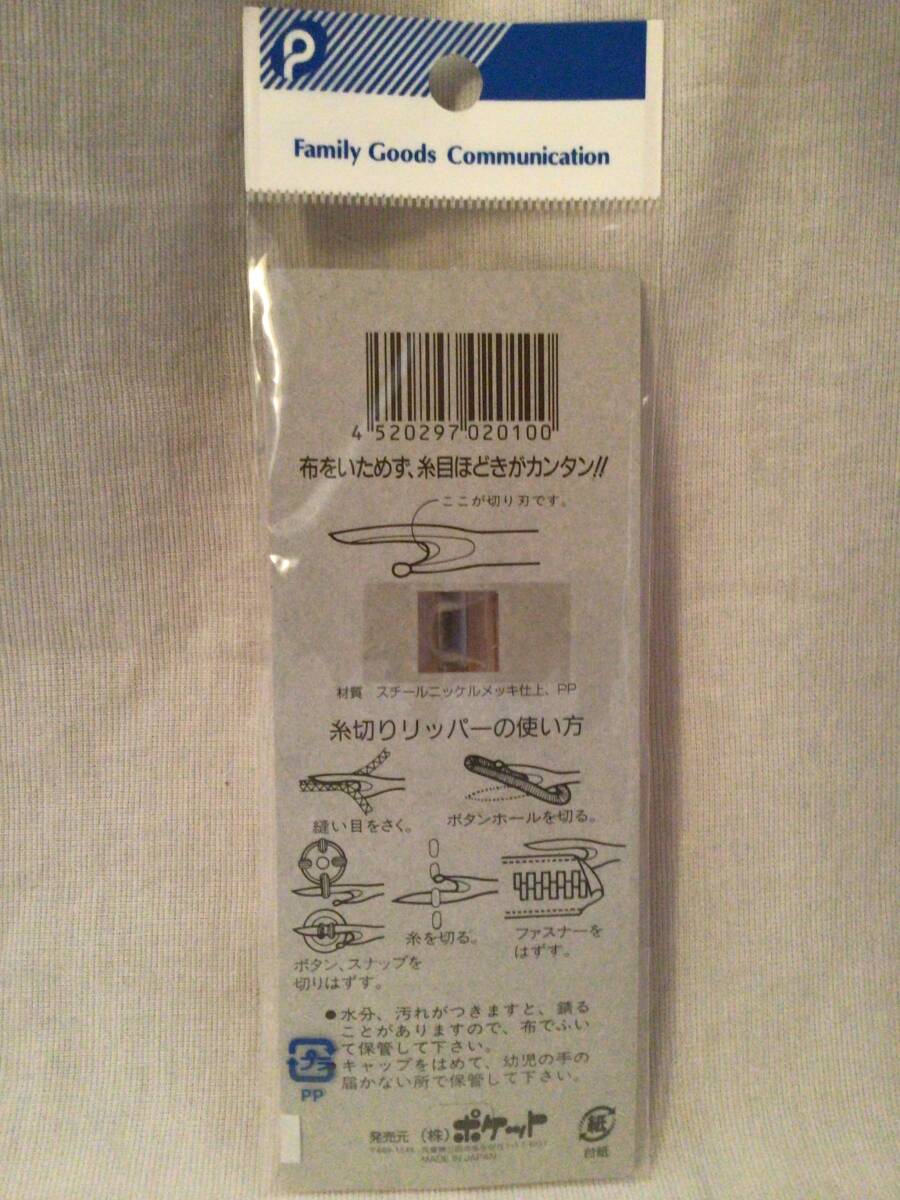 P
Family Goods Communication
4 520297 020100
布をいためず、糸目ほどきがカンタン!!
ここが切り刃です。
材質 スチールニッケルメッキ仕上、PP
糸切りリッパーの使い方
縫い目をさく。
ボタンホールを切る。
ボタン、スナップを
切りはずす。
糸を切る。
ファスナーを
はずす。
●水分、汚れがつきますと、錆る
ことがありますので、布でふい
て保管して下さい。
キャップをはめて、幼児の手の
届かない所で保管して下さい。
プラ
PP
発売元 (株)ポケット
MADE IN JAPAN
紙
台紙